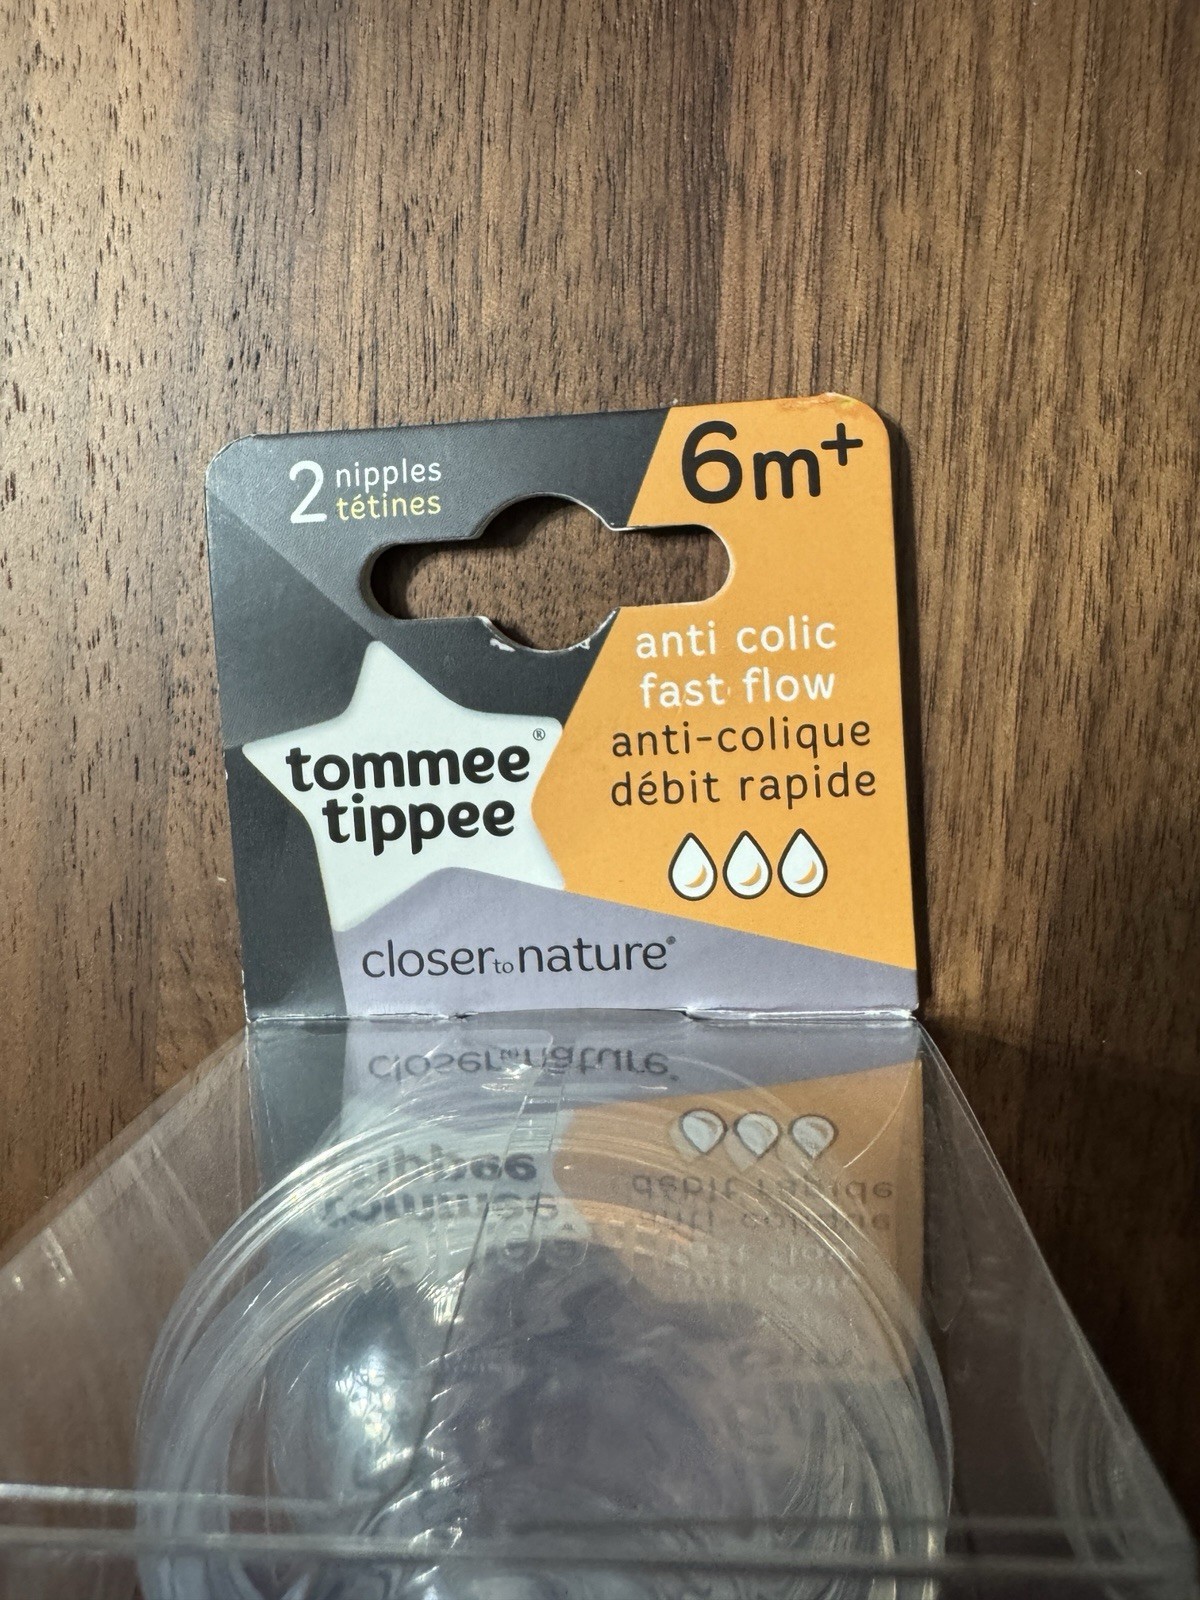 2 nipples
tétines
6m+
anti colic
fast flow
anti-colique
débit rapide
tommee®
tippee
closer to nature®